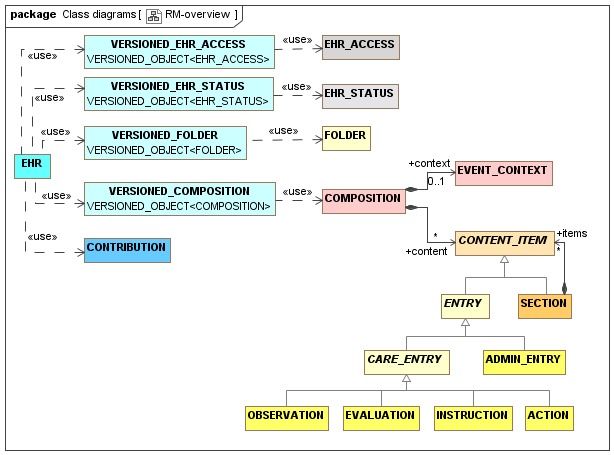 package Class diagrams[ RM-overview]
VERSIONED_EHR_ACCESS
VERSIONED_OBJECT<EHR_ACCESS>
«use»
EHR_ACCESS
«use»
VERSIONED_EHR_STATUS
VERSIONED_OBJECT<EHR_STATUS>
«use»
EHR_STATUS
«use»
VERSIONED_FOLDER
VERSIONED_OBJECT<FOLDER>
«use»
FOLDER
«use»
EHR
VERSIONED_COMPOSITION
VERSIONED_OBJECT<COMPOSITION>
«use»
COMPOSITION
+context
0..1
EVENT_CONTEXT
«use»
«use»
CONTRIBUTION
*
+content
CONTENT_ITEM
+items
*
ENTRY
SECTION
CARE_ENTRY
ADMIN_ENTRY
OBSERVATION
EVALUATION
INSTRUCTION
ACTION